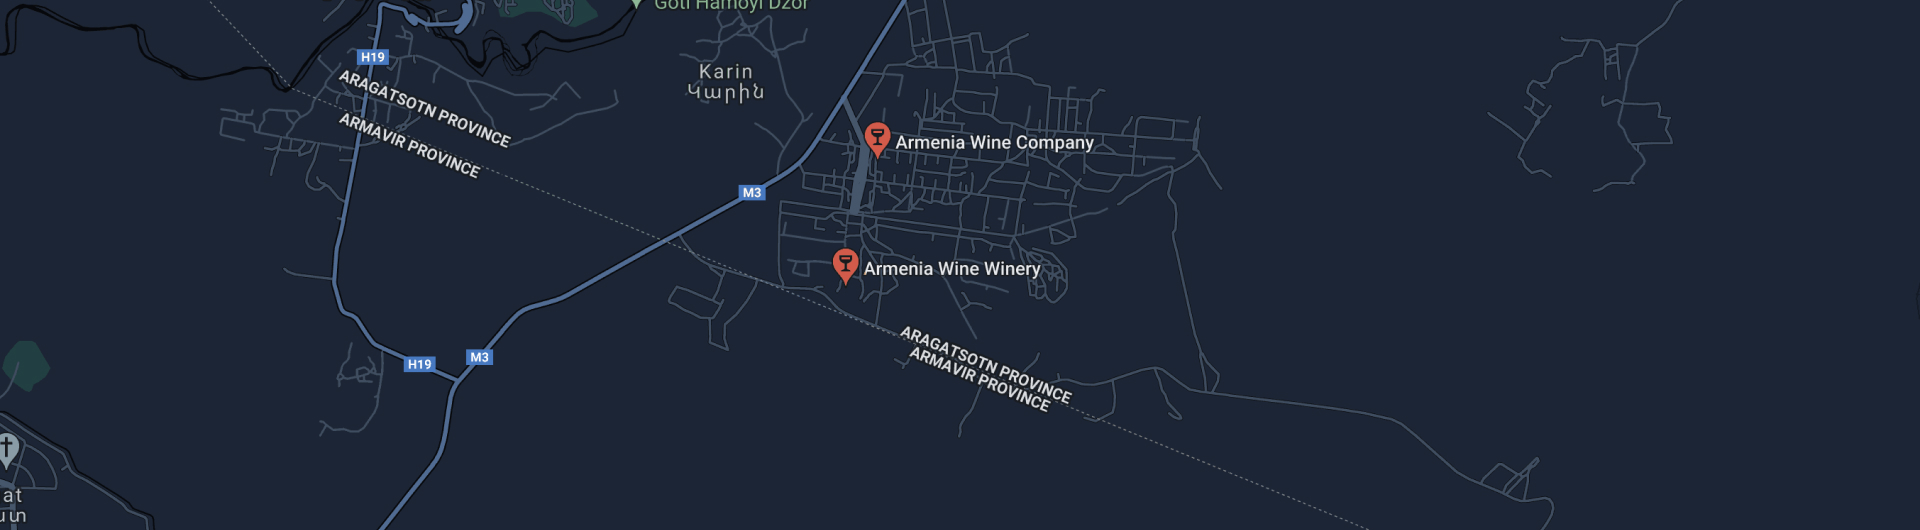 Goti Hamoyi Dzor
H19
Karin
Կարին
ARAGATSOTN PROVINCE
ARMAVIR PROVINCE
Armenia Wine Company
M3
Armenia Wine Winery
ARAGATSOTN PROVINCE
ARMAVIR PROVINCE
M3
H19
at